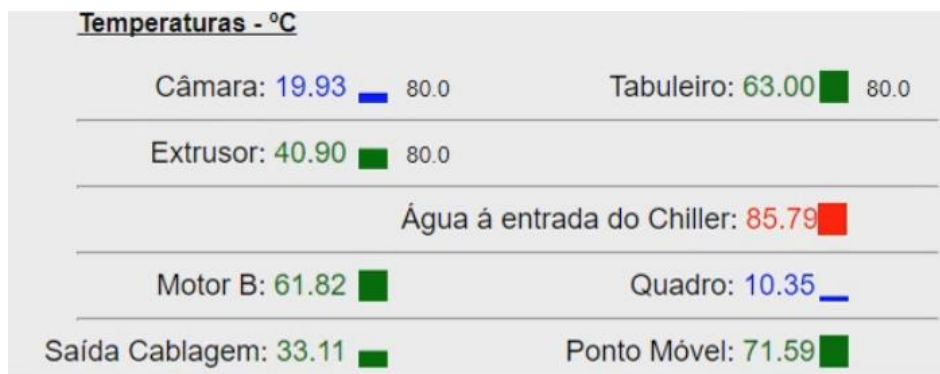 Temperaturas - ºC
Câmara: 19.93 80.0 Tabuleiro: 63.00 80.0
Extrusor: 40.90 80.0
Água á entrada do Chiller: 85.79
Motor B: 61.82 Quadro: 10.35
Saída Cablagem: 33.11 Ponto Móvel: 71.59